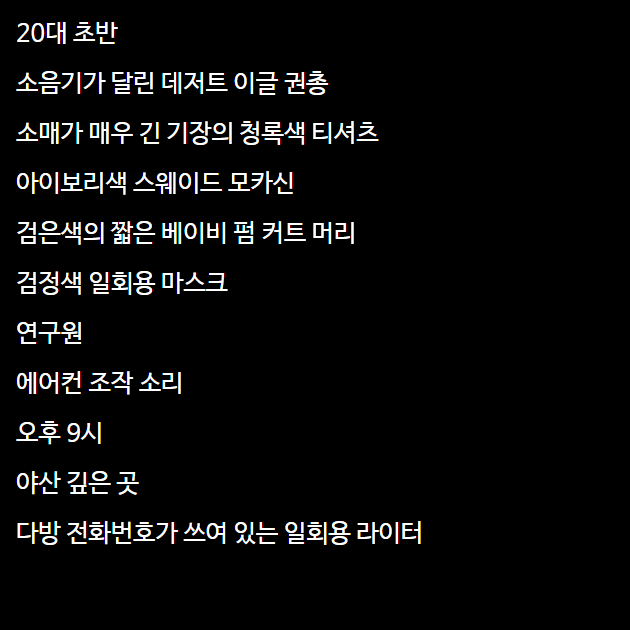 20대 초반
소음기가 달린 데저트 이글 권총
소매가 매우 긴 기장의 청록색 티셔츠
아이보리색 스웨이드 모카신
검은색의 짧은 베이비 펌 커트 머리
검정색 일회용 마스크
연구원
에어컨 조작 소리
오후 9시
야산 깊은 곳
다방 전화번호가 쓰여 있는 일회용 라이터